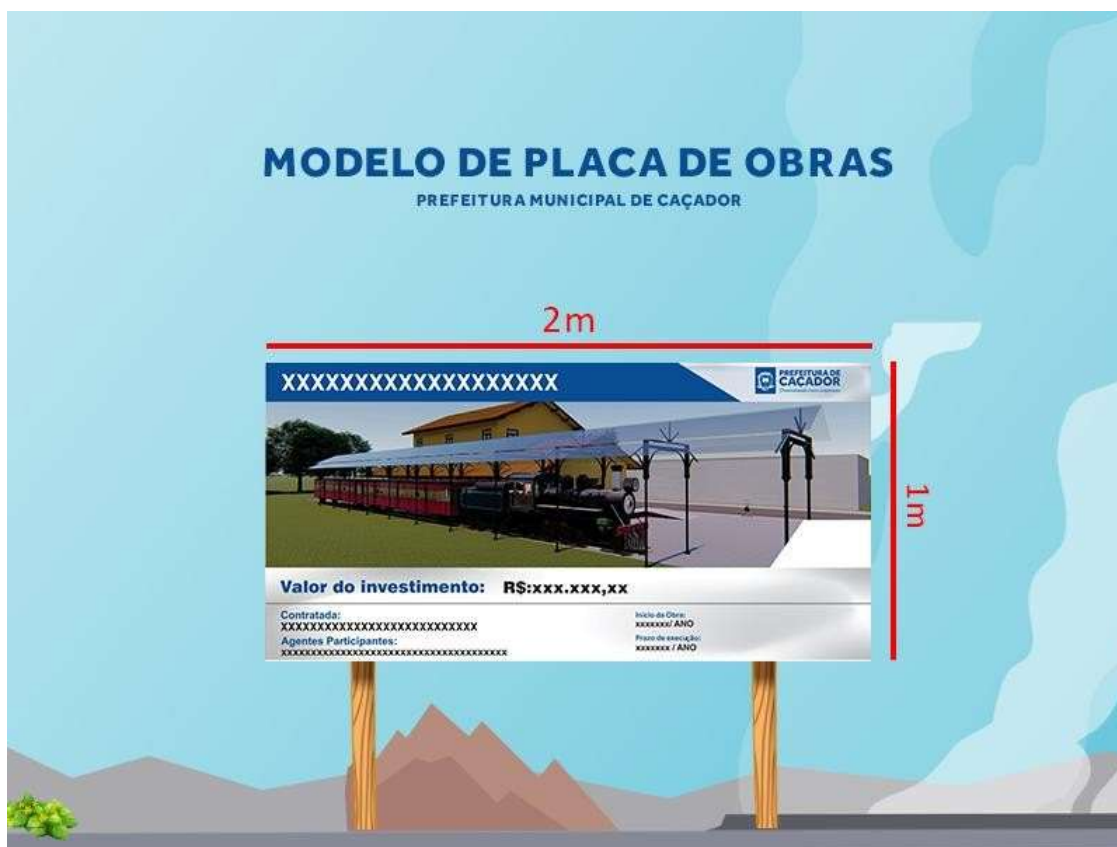 MODELO DE PLACA DE OBRAS
PREFEITURA MUNICIPAL DE CAÇADOR
2m
XXXXXXXXXXXXXXXXXXX
PREFEITURA DE
CAÇADOR
1m
Valor do investimento: R$:xxx.xxx,xx
Contratada:
XXXXXXXXXXXXXXXXXXXXXXXXXXX
Agentes Participantes:
xxxxxxxxxxxxxxxxxxxxxxxxxxxxxxxxxxxxx
Início da Obra:
xxxxxxx/ ANO
Prazo de execução:
xxxxxxx / ANO